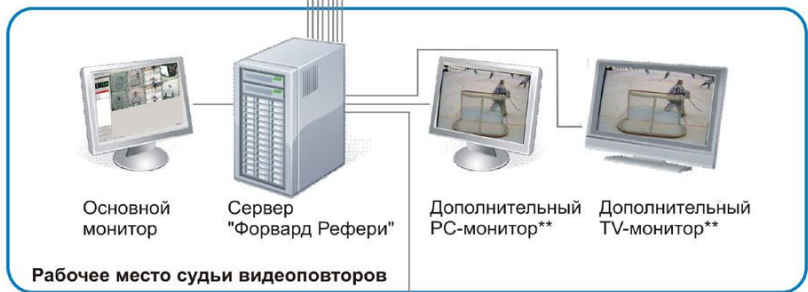 Основной
монитор
Сервер
"Форвард Рефери"
Дополнительный
PC-монитор**
Дополнительный
TV-монитор**
Рабочее место судьи видеоповторов